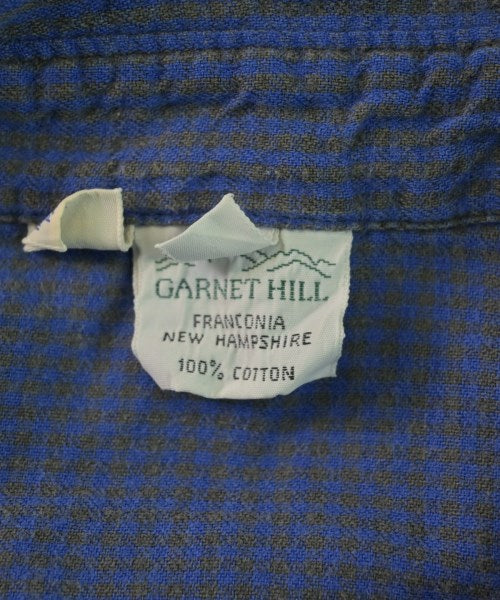 GARNET HILL
FRANCONIA
NEW HAMPSHIRE
100% COTTON